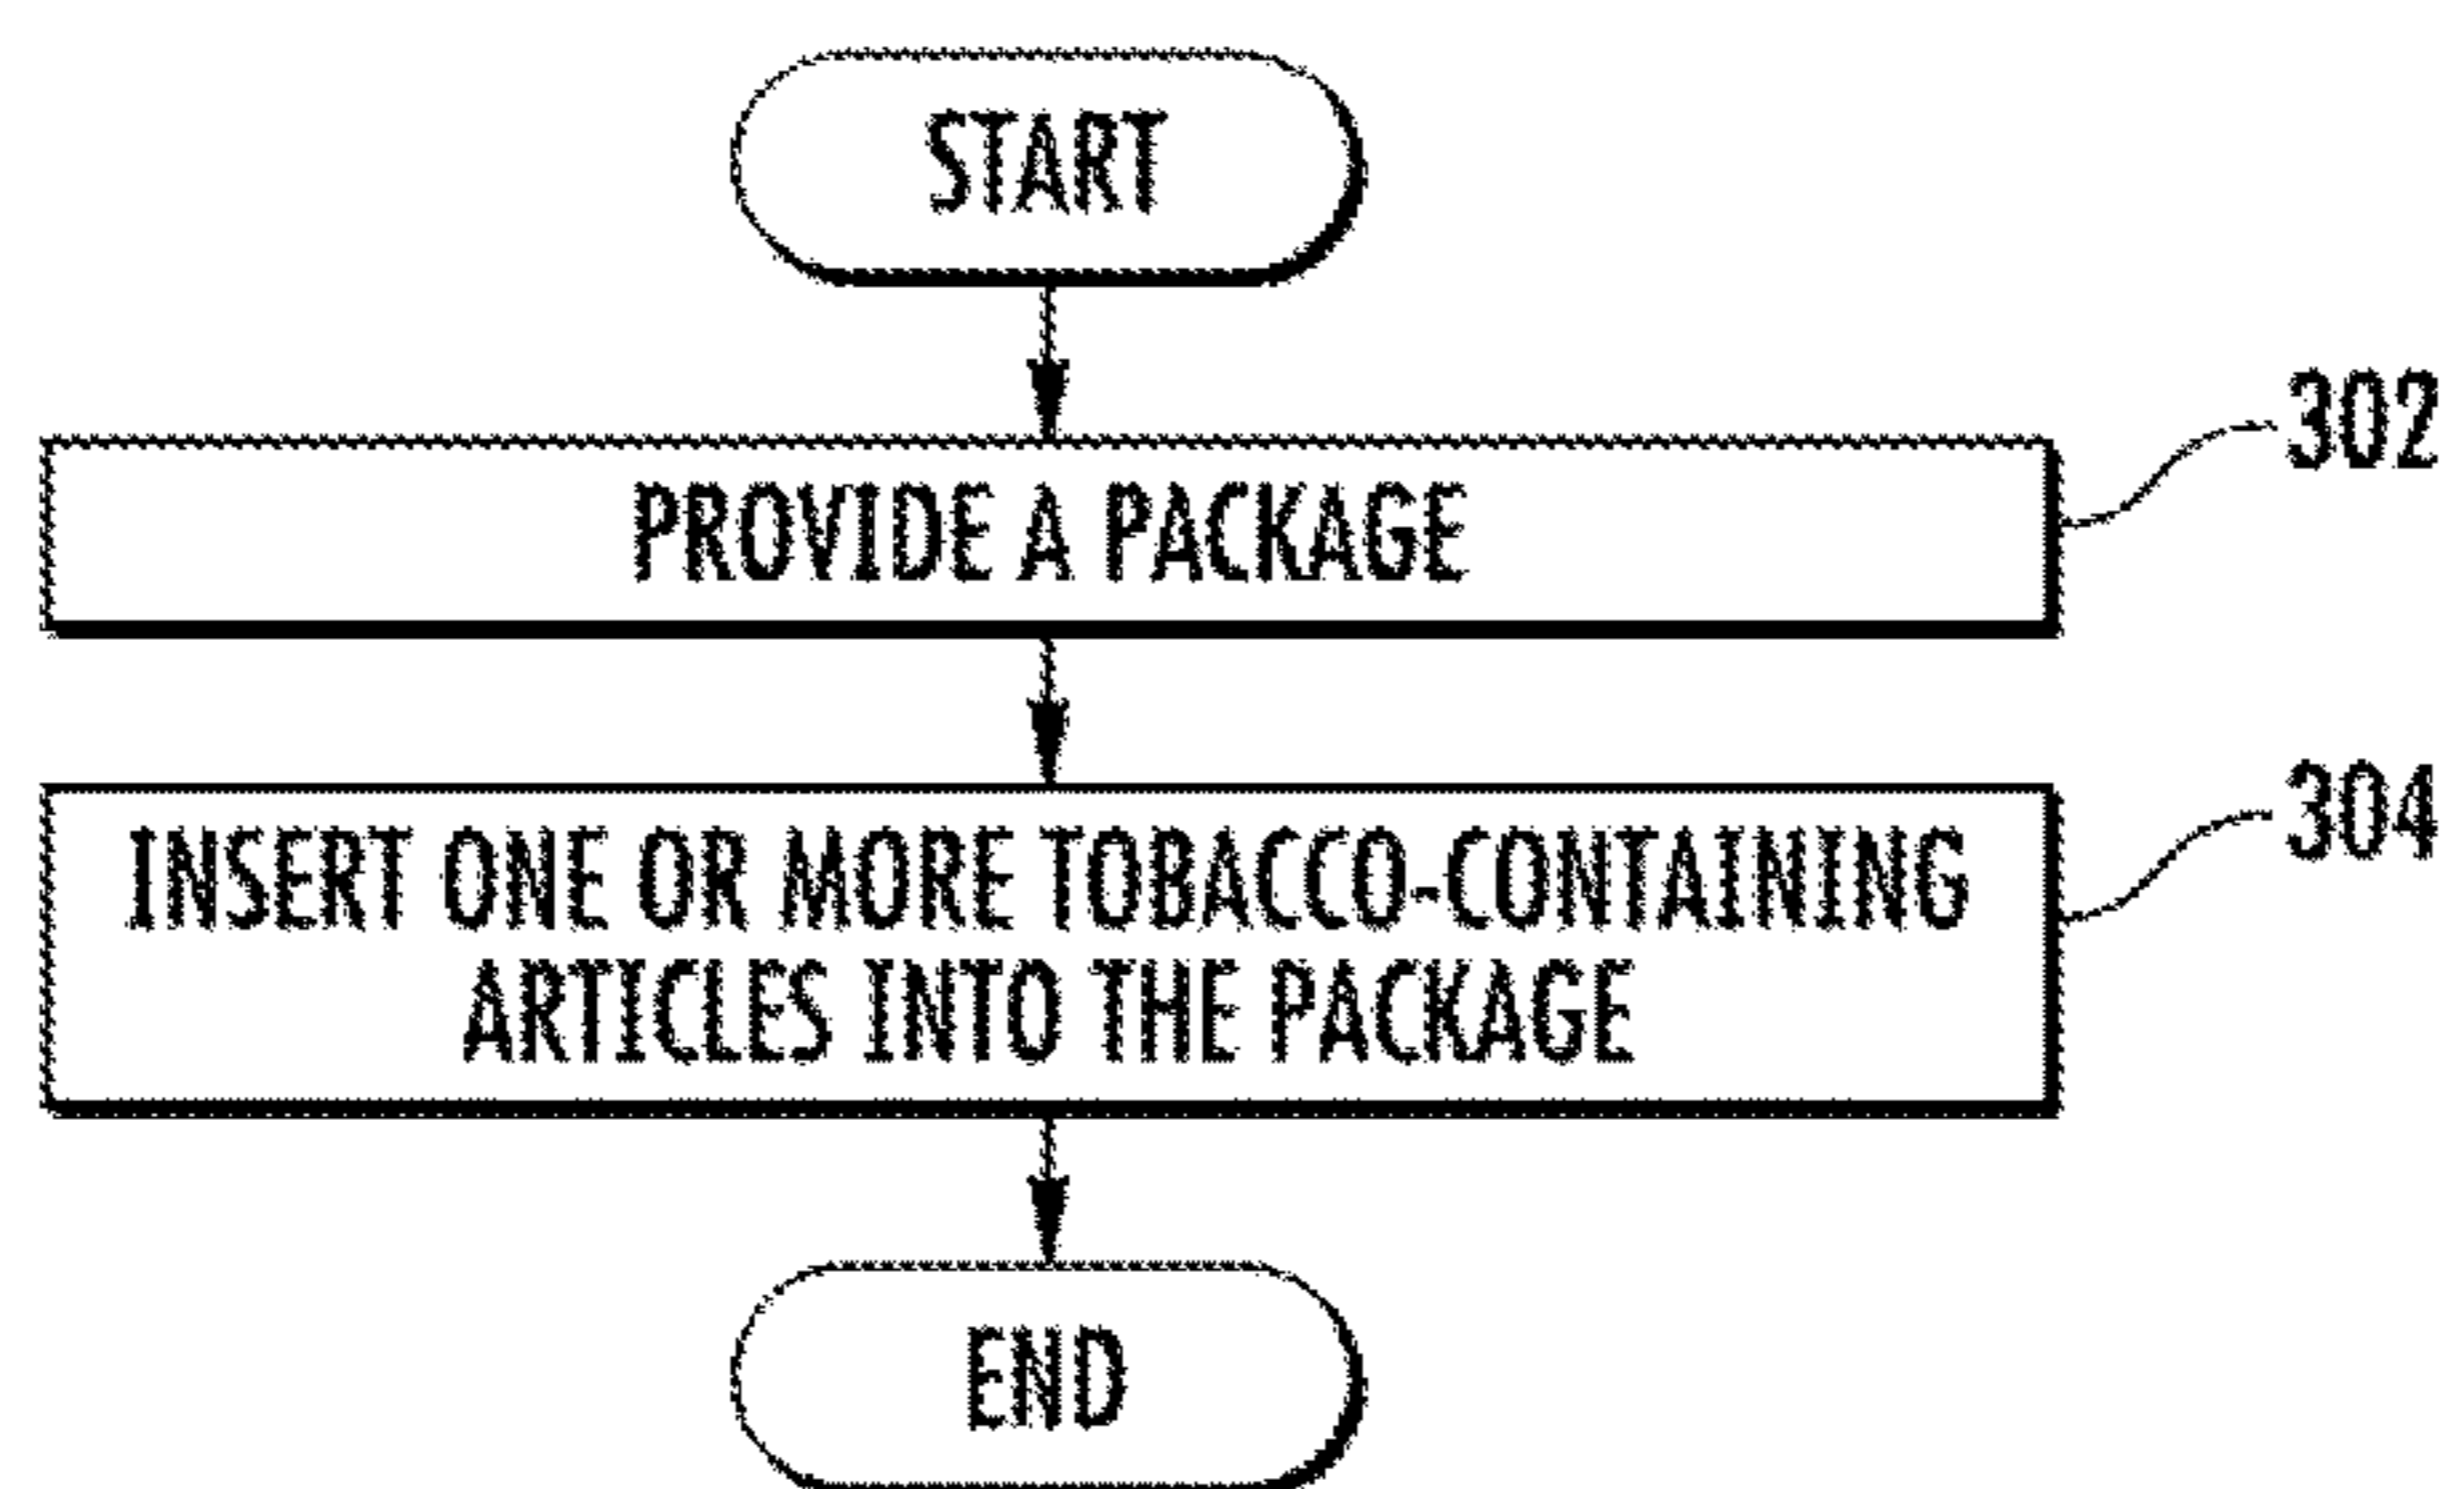 START
302
PROVIDE A PACKAGE
304
INSERT ONE OR MORE TOBACCO-CONTAINING
ARTICLES INTO THE PACKAGE
END